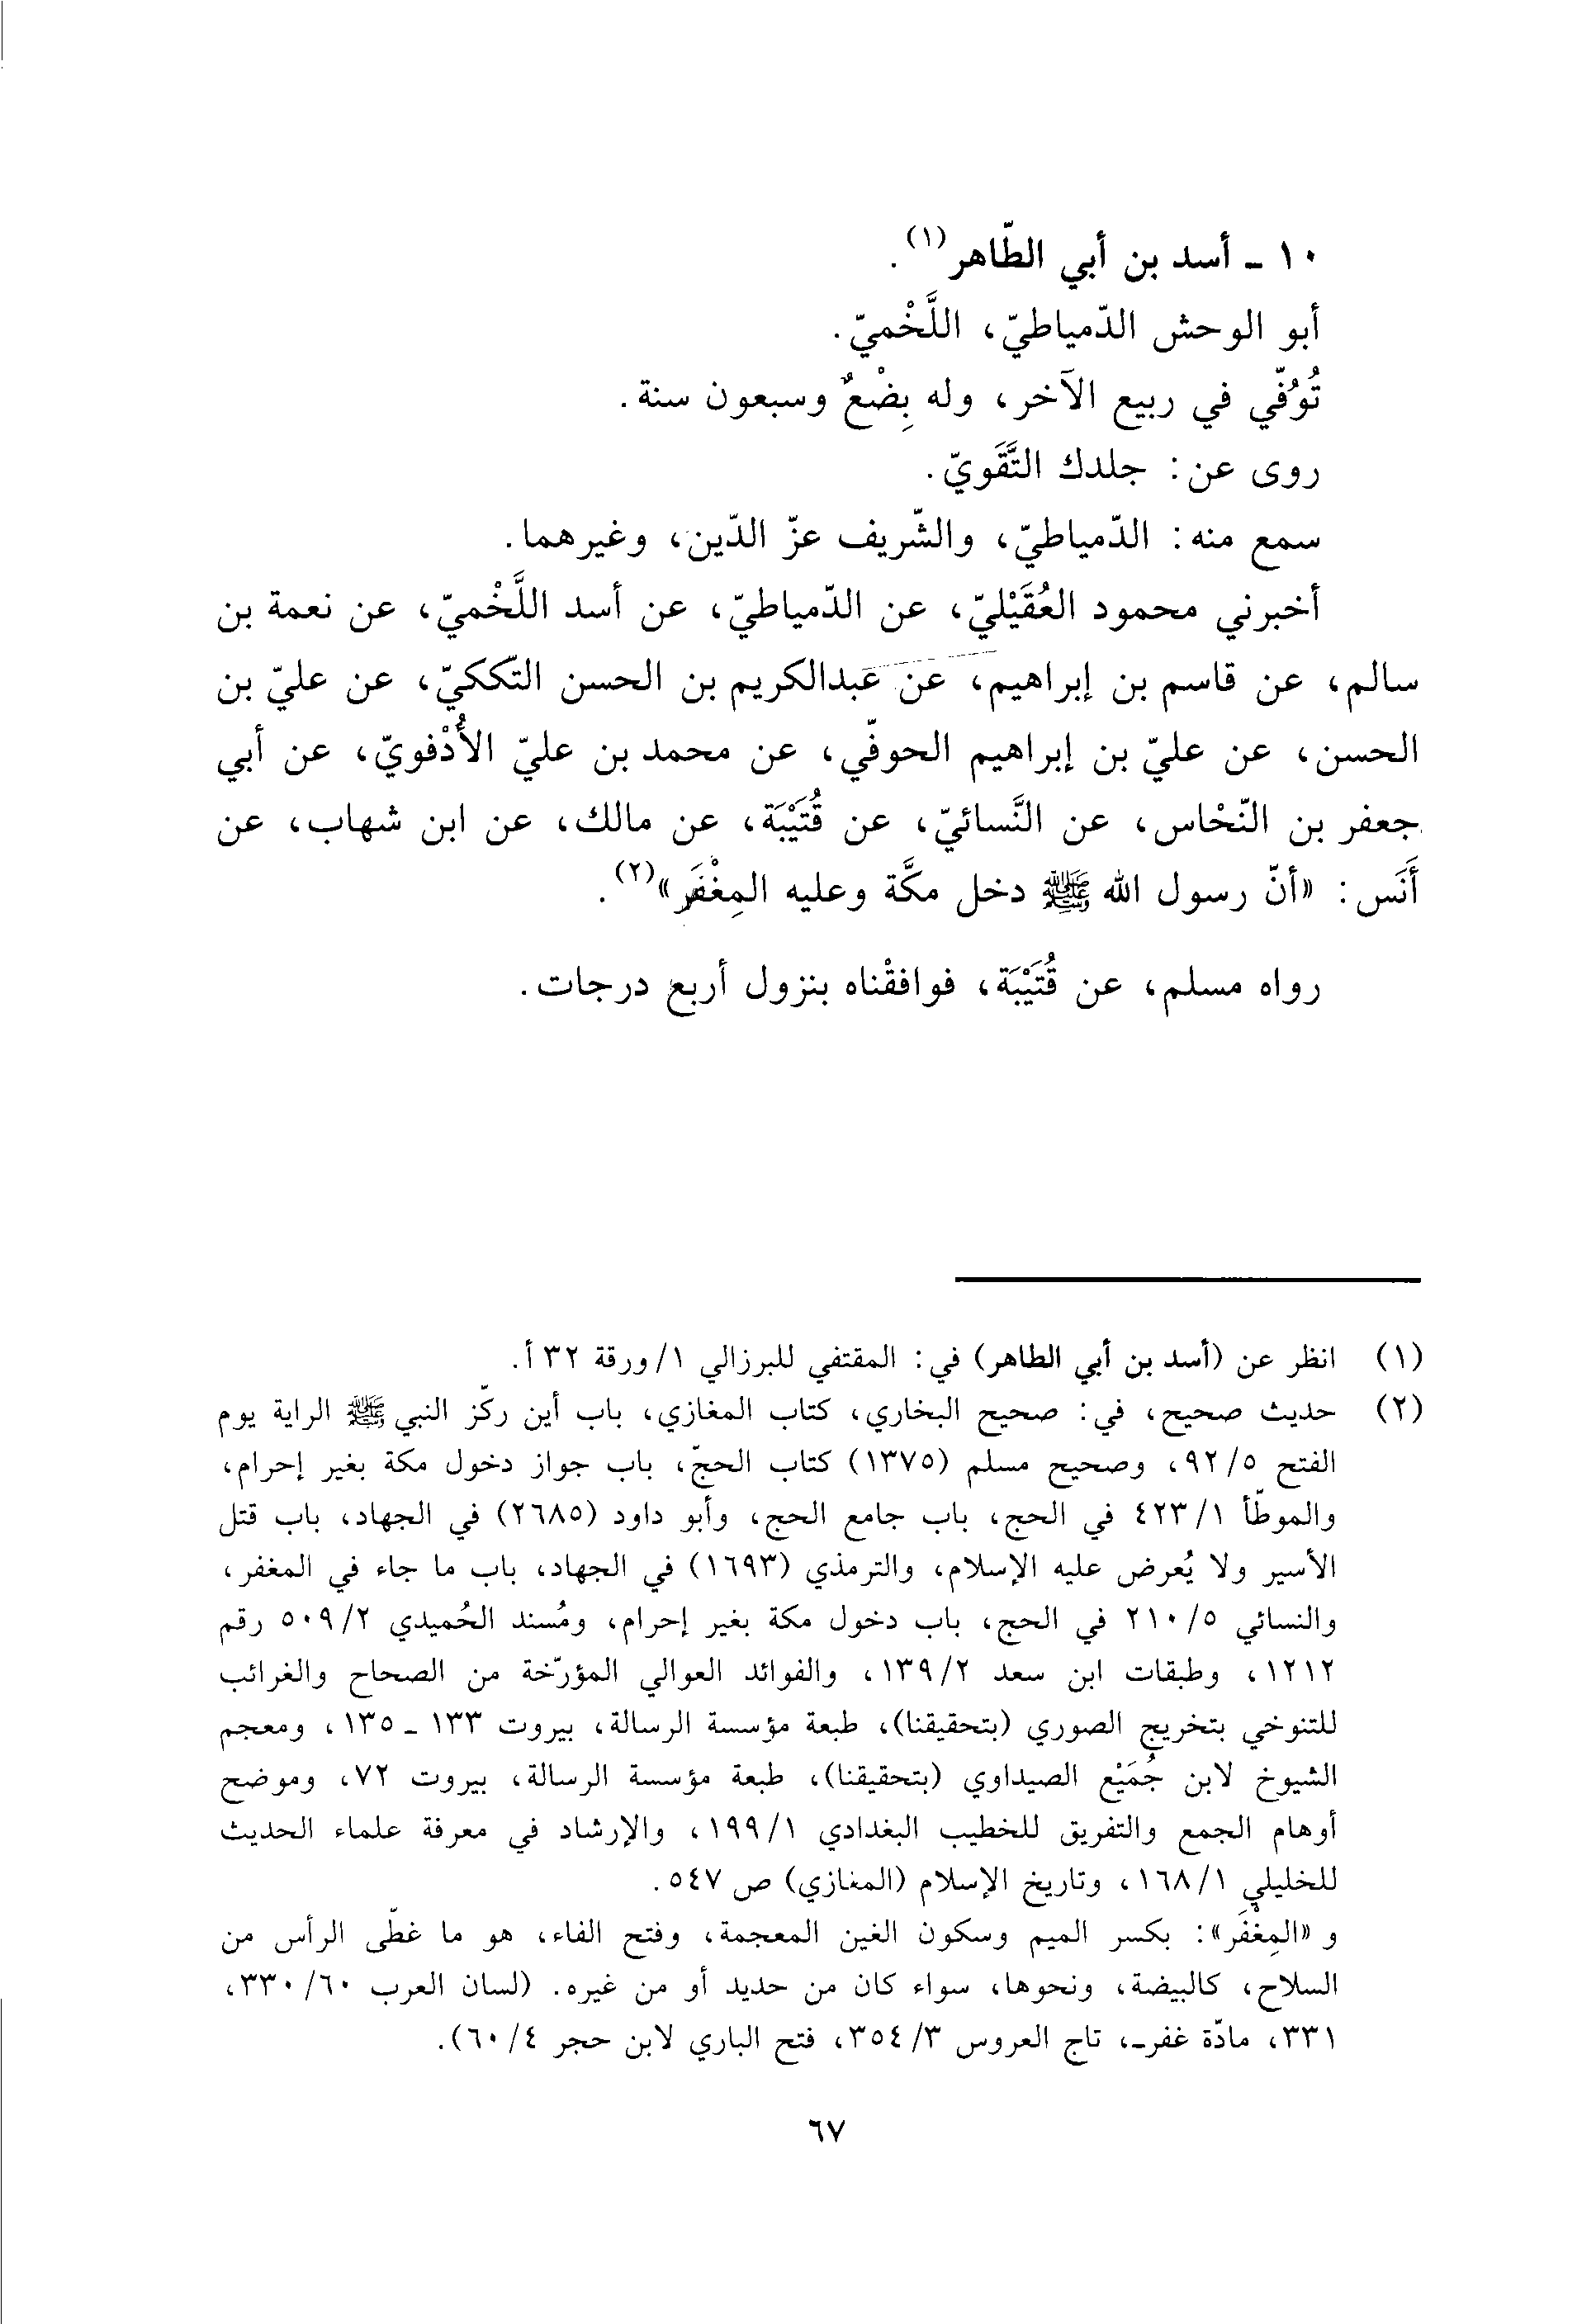 ١٠ - أسد بن أبي الطّاهر(١).
أبو الوحش الدّمياطيّ، اللَّخْميّ.
تُوُفّي في ربيع الآخر، وله بِضْعٌ وسبعون سنة.
روى عن: جلدك التَّقَويّ.
سمع منه: الدّمياطيّ، والشّريف عزّ الدّين، وغيرهما.
أخبرني محمود العُقَيْليّ، عن الدّمياطيّ، عن أسد اللَّخْميّ، عن نعمة بن
سالم، عن قاسم بن إبراهيم، عن عبدالكريم بن الحسن التككيّ، عن عليّ بن
الحسن، عن عليّ بن إبراهيم الحوفّي، عن محمد بن عليّ الأُدْفويّ، عن أبي
جعفر بن النّحْاس، عن النَّسائيّ، عن قُتَيْبَة، عن مالك، عن ابن شهاب، عن
أَنَس: «أنّ رسول الله ﷺ دخل مكَّة وعليه المِغْفَر»(٢).
رواه مسلم، عن قُتَيْبَة، فوافقْناه بنزول أربع درجات.
(١) انظر عن (أسد بن أبي الطاهر) في: المقتفي للبرزالي ١/ورقة ٣٢ أ.
(٢) حديث صحيح، في: صحيح البخاري، كتاب المغازي، باب أين ركّز النبي ﷺ الراية يوم
الفتح ٩٢/٥، وصحيح مسلم (١٣٧٥) كتاب الحجّ، باب جواز دخول مكة بغير إحرام،
والموطّأ ٤٢٣/١ في الحج، باب جامع الحج، وأبو داود (٢٦٨٥) في الجهاد، باب قتل
الأسير ولا يُعرض عليه الإسلام، والترمذي (١٦٩٣) في الجهاد، باب ما جاء في المغفر،
والنسائي ٢١٠/٥ في الحج، باب دخول مكة بغير إحرام، ومُسند الحُميدي ٥٠٩/٢ رقم
١٢١٢، وطبقات ابن سعد ١٣٩/٢، والفوائد العوالي المؤرّخة من الصحاح والغرائب
للتنوخي بتخريج الصوري (بتحقيقنا)، طبعة مؤسسة الرسالة، بيروت ١٣٣ - ١٣٥، ومعجم
الشيوخ لابن جُمَيْع الصيداوي (بتحقيقنا)، طبعة مؤسسة الرسالة، بيروت ٧٢، وموضح
أوهام الجمع والتفريق للخطيب البغدادي ١٩٩/١، والإرشاد في معرفة علماء الحديث
للخليلي ١٦٨/١، وتاريخ الإسلام (المغازي) ص ٥٤٧.
و «المِغْفَر»: بكسر الميم وسكون الغين المعجمة، وفتح الفاء، هو ما غطّى الرأس من
السلاح، كالبيضة، ونحوها، سواء كان من حديد أو من غيره. (لسان العرب ٣٣٠/٦٠،
٣٣١، مادّة غفرـ، تاج العروس ٣٥٤/٣، فتح الباري لابن حجر ٦٠/٤).
٦٧